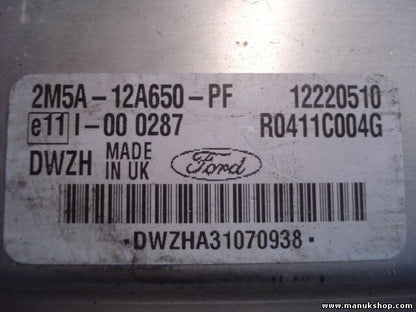 2M5A-12A650-PF 12220510
e11 I-00 0287 R0411C004G
DWZH MADE IN UK Ford
·DWZHA31070938·
www.manukshop.com